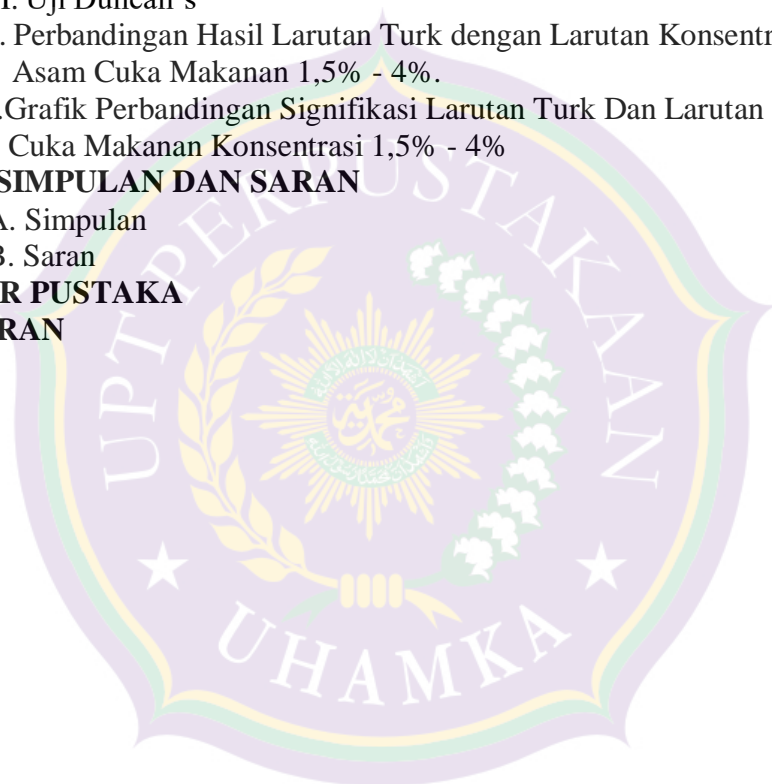 Uji Duncan's
. Perbandingan Hasil Larutan Turk dengan Larutan Konsentr
Asam Cuka Makanan 1,5% - 4%.
.Grafik Perbandingan Signifikasi Larutan Turk Dan Larutan
Cuka Makanan Konsentrasi 1,5% - 4%
SIMPULAN DAN SARAN
A. Simpulan
B. Saran
R PUSTAKA
RAN
UPT PERPUSTAKAAN
UHAMKA